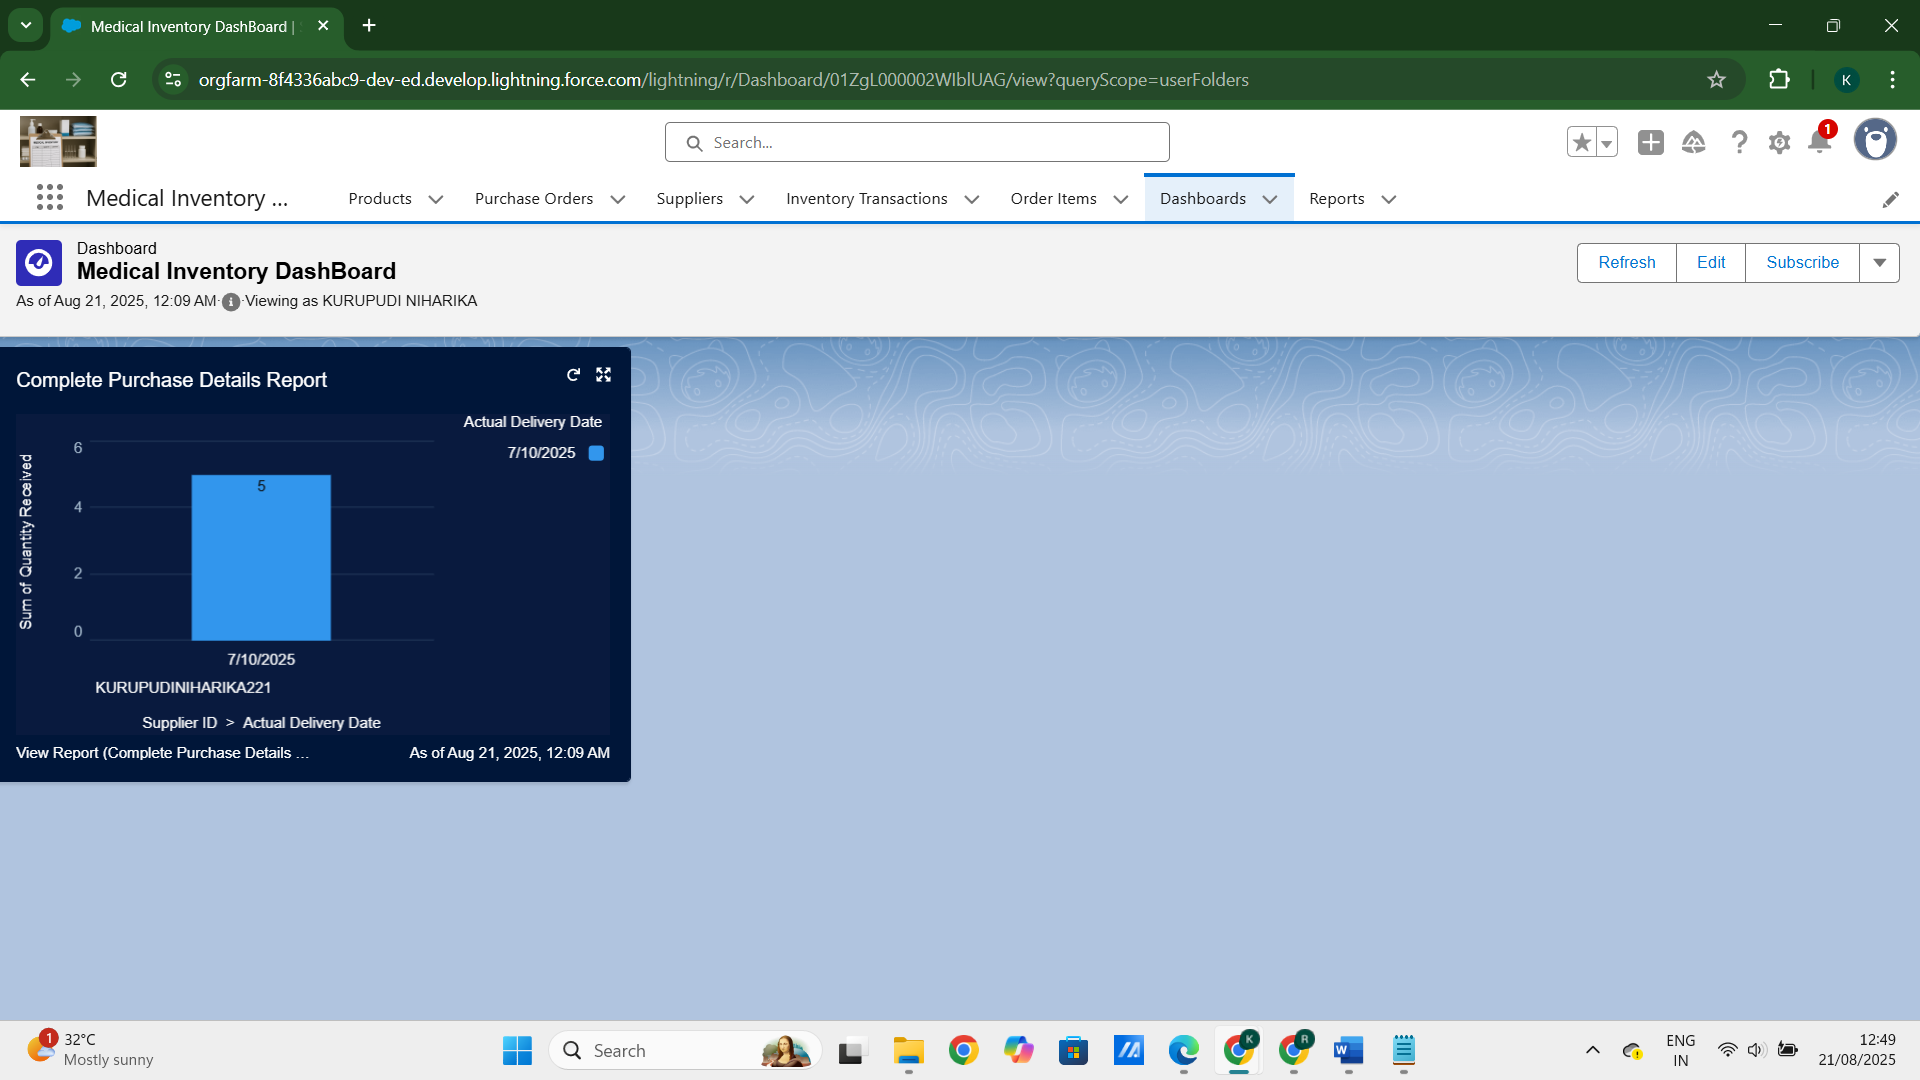 Medical Inventory DashBoard |
orgfarm-8f4336abc9-dev-ed.develop.lightning.force.com/lightning/r/Dashboard/01ZgL000002WIblUAG/view?queryScope=userFolders
K
Search...
1
Medical Inventory ...
Products
Purchase Orders
Suppliers
Inventory Transactions
Order Items
Dashboards
Reports
Dashboard
Medical Inventory DashBoard
As of Aug 21, 2025, 12:09 AM·Viewing as KURUPUDI NIHARIKA
Refresh
Edit
Subscribe
Complete Purchase Details Report
Actual Delivery Date
7/10/2025
Sum of Quantity Received
6
4
2
0
5
7/10/2025
KURUPUDINIHARIKA221
Supplier ID > Actual Delivery Date
View Report (Complete Purchase Details ...
As of Aug 21, 2025, 12:09 AM
1
32°C
Mostly sunny
Search
K
R
W
ENG
IN
12:49
21/08/2025